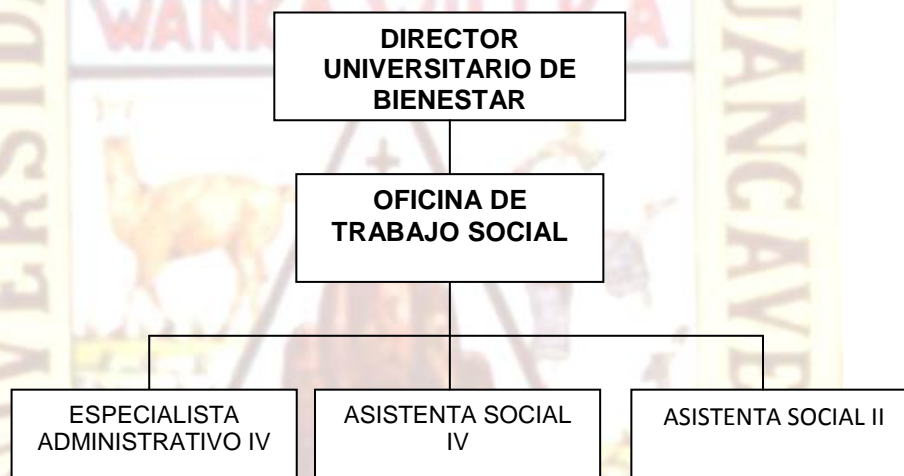 DIRECTOR
UNIVERSITARIO DE
BIENESTAR
OFICINA DE
TRABAJO SOCIAL
ESPECIALISTA
ADMINISTRATIVO IV
ASISTENTA SOCIAL
IV
ASISTENTA SOCIAL II